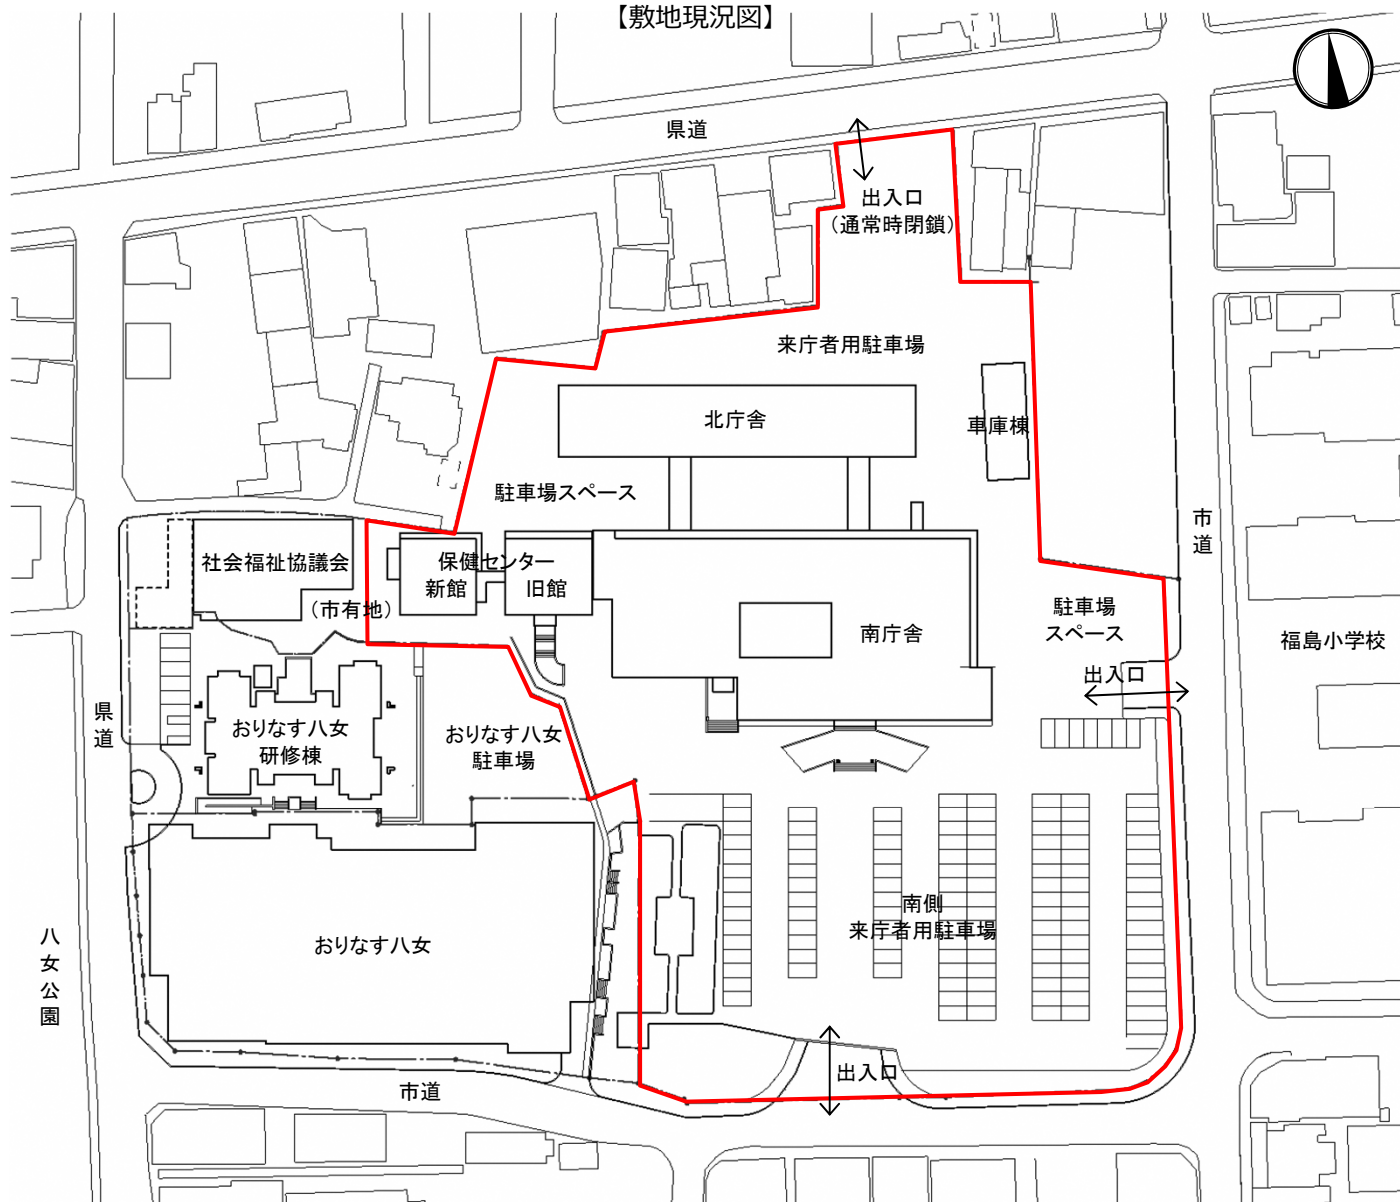 【敷地現況図】
県道
出入口
（通常時閉鎖）
来庁者用駐車場
北庁舎
車庫棟
駐車場スペース
市道
社会福祉協議会
保健センター
新館
旧館
（市有地）
南庁舎
駐車場
スペース
福島小学校
出入口
県道
おりなす八女
研修棟
おりなす八女
駐車場
南側
来庁者用駐車場
おりなす八女
八女公園
出入口
市道